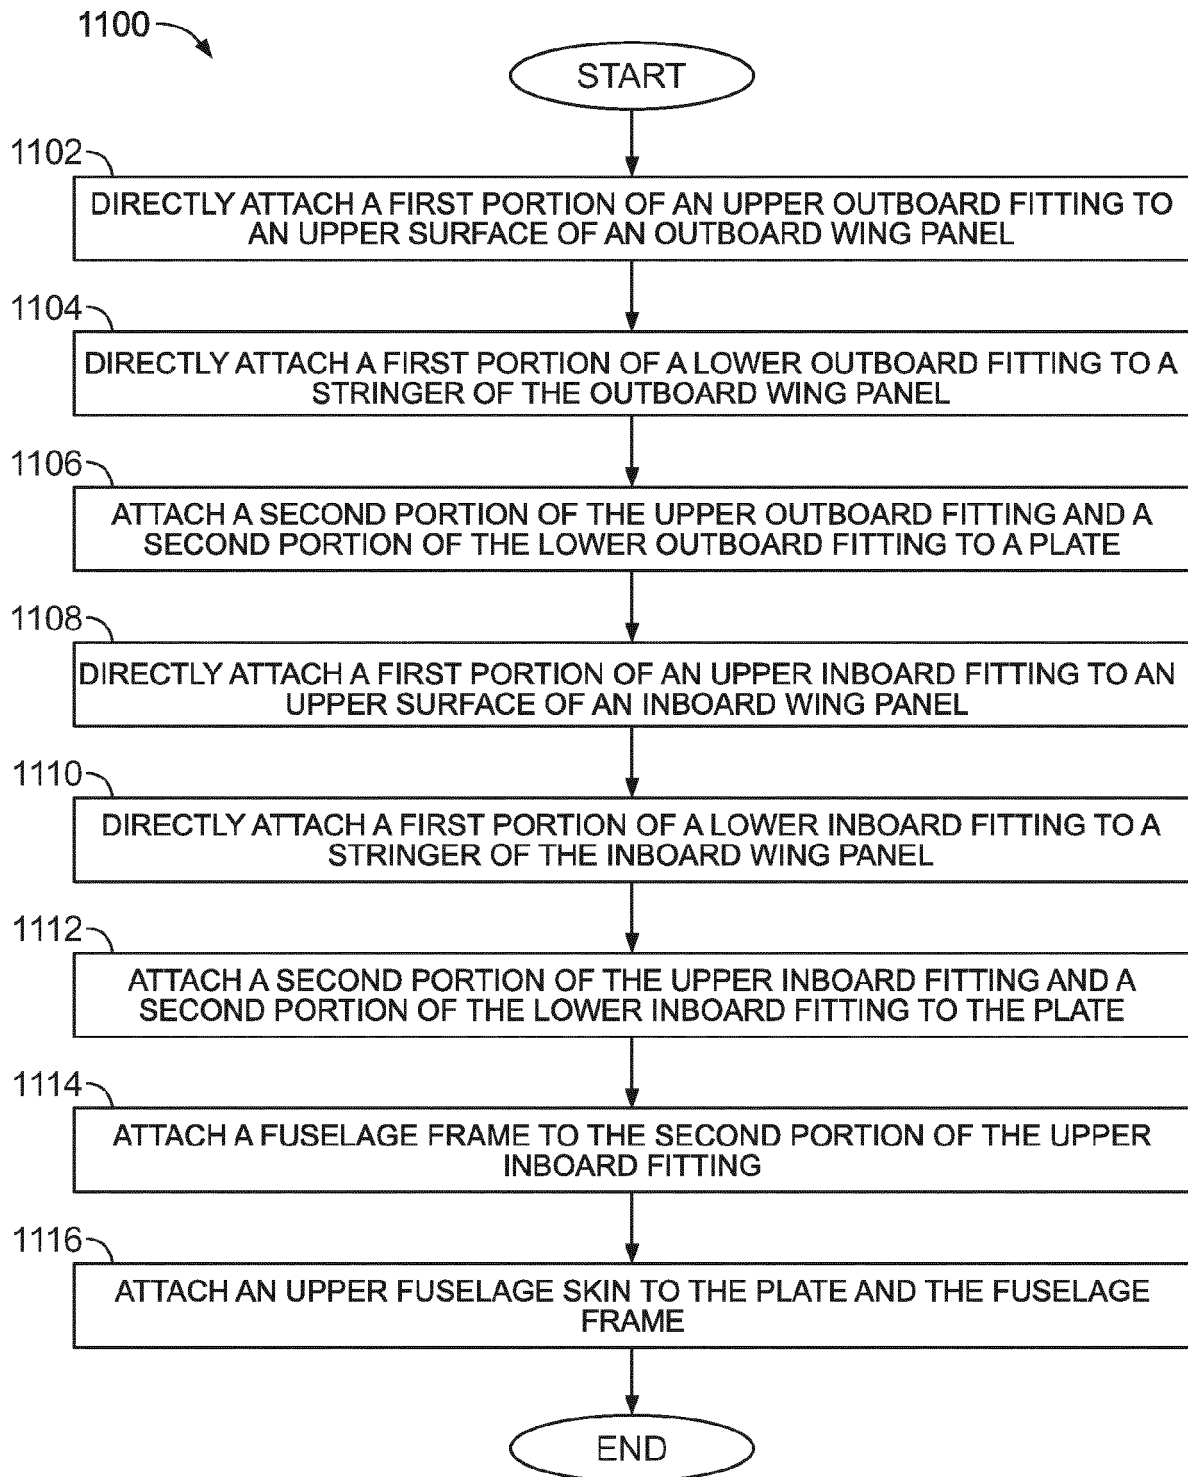 1100
START
1102
DIRECTLY ATTACH A FIRST PORTION OF AN UPPER OUTBOARD FITTING TO
AN UPPER SURFACE OF AN OUTBOARD WING PANEL
1104
DIRECTLY ATTACH A FIRST PORTION OF A LOWER OUTBOARD FITTING TO A
STRINGER OF THE OUTBOARD WING PANEL
1106
ATTACH A SECOND PORTION OF THE UPPER OUTBOARD FITTING AND A
SECOND PORTION OF THE LOWER OUTBOARD FITTING TO A PLATE
1108
DIRECTLY ATTACH A FIRST PORTION OF AN UPPER INBOARD FITTING TO AN
UPPER SURFACE OF AN INBOARD WING PANEL
1110
DIRECTLY ATTACH A FIRST PORTION OF A LOWER INBOARD FITTING TO A
STRINGER OF THE INBOARD WING PANEL
1112
ATTACH A SECOND PORTION OF THE UPPER INBOARD FITTING AND A
SECOND PORTION OF THE LOWER INBOARD FITTING TO THE PLATE
1114
ATTACH A FUSELAGE FRAME TO THE SECOND PORTION OF THE UPPER
INBOARD FITTING
1116
ATTACH AN UPPER FUSELAGE SKIN TO THE PLATE AND THE FUSELAGE
FRAME
END